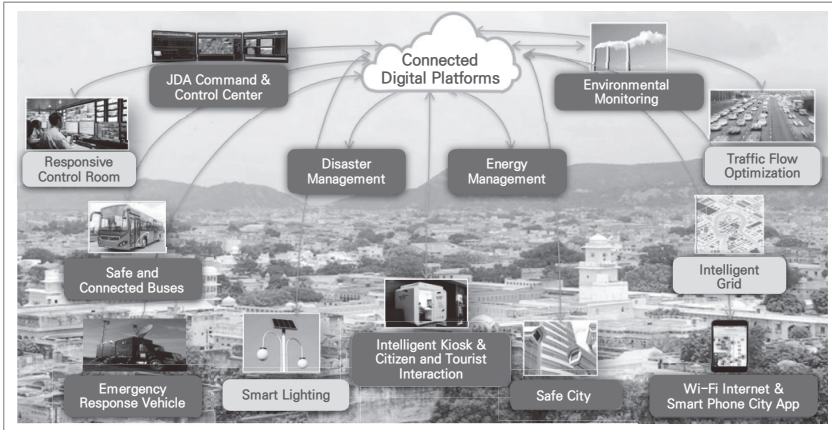 Connected
Digital Platforms
JDA Command &
Control Center
Environmental
Monitoring
Responsive
Control Room
Disaster
Management
Energy
Management
Traffic Flow
Optimization
Safe and
Connected Buses
Intelligent
Grid
Emergency
Response Vehicle
Smart Lighting
Intelligent Kiosk &
Citizen and Tourist
Interaction
Safe City
Wi-Fi Internet &
Smart Phone City App